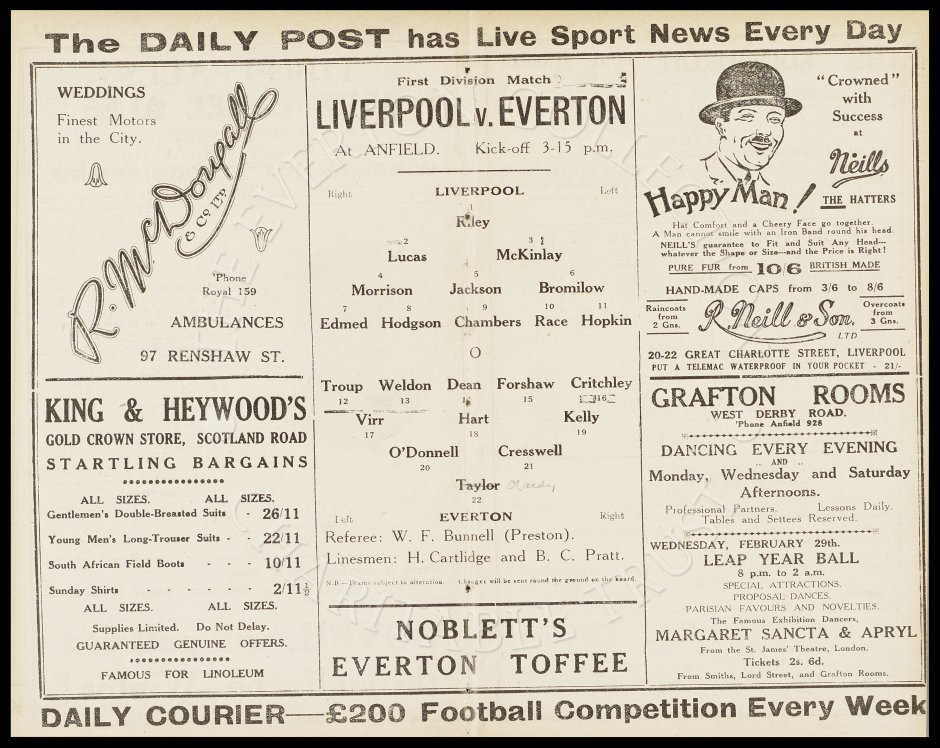 The DAILY POST has Live Sport News Every Day
WEDDINGS
Finest Motors
in the City.
R. McDougall
& Co LTD
'Phone
Royal 159
AMBULANCES
97 RENSHAW ST.
KING & HEYWOOD'S
GOLD CROWN STORE, SCOTLAND ROAD
STARTLING BARGAINS
ALL SIZES. ALL SIZES.
Gentlemen's Double-Breasted Suits - 26/11
Young Men's Long-Trouser Suits - - 22/11
South African Field Boots - - - 10/11
Sunday Shirts - - - - - - 2/11½
ALL SIZES. ALL SIZES.
Supplies Limited. Do Not Delay.
GUARANTEED GENUINE OFFERS.
FAMOUS FOR LINOLEUM
First Division Match
LIVERPOOL v. EVERTON
At ANFIELD. Kick-off 3-15 p.m.
Right LIVERPOOL Left
1
Riley
2 3
Lucas McKinlay
4 5 6
Morrison Jackson Bromilow
7 8 9 10 11
Edmed Hodgson Chambers Race Hopkin
O
Troup Weldon Dean Forshaw Critchley
12 13 14 15 16
Virr Hart Kelly
17 18 19
O'Donnell Cresswell
20 21
Taylor Hardy
22
Left EVERTON Right
Referee: W. F. Bunnell (Preston).
Linesmen: H. Cartlidge and B. C. Pratt.
N.B—Teams subject to alteration. Changes will be sent round the ground on the board.
NOBLETT'S
EVERTON TOFFEE
"Crowned"
with
Success
at
Neills
THE HATTERS
Happy Man!
Hat Comfort and a Cheery Face go together.
A Man cannot smile with an Iron Band round his head.
NEILL'S guarantee to Fit and Suit Any Head—
whatever the Shape or Size—and the Price is Right!
PURE FUR from 10/6 BRITISH MADE
HAND-MADE CAPS from 3/6 to 8/6
Raincoats
from
2 Gns.
R. Neill & Son.
LTD
Overcoats
from
3 Gns.
20-22 GREAT CHARLOTTE STREET, LIVERPOOL
PUT A TELEMAC WATERPROOF IN YOUR POCKET - 21/-
GRAFTON ROOMS
WEST DERBY ROAD.
'Phone Anfield 928
DANCING EVERY EVENING
.. AND ..
Monday, Wednesday and Saturday
Afternoons.
Professional Partners. Lessons Daily.
Tables and Settees Reserved.
WEDNESDAY, FEBRUARY 29th.
LEAP YEAR BALL
8 p.m. to 2 a.m.
SPECIAL ATTRACTIONS.
PROPOSAL DANCES.
PARISIAN FAVOURS AND NOVELTIES.
The Famous Exhibition Dancers,
MARGARET SANCTA & APRYL
From the St. James' Theatre, London.
Tickets 2s. 6d.
From Smiths, Lord Street, and Grafton Rooms.
DAILY COURIER—£200 Football Competition Every Week